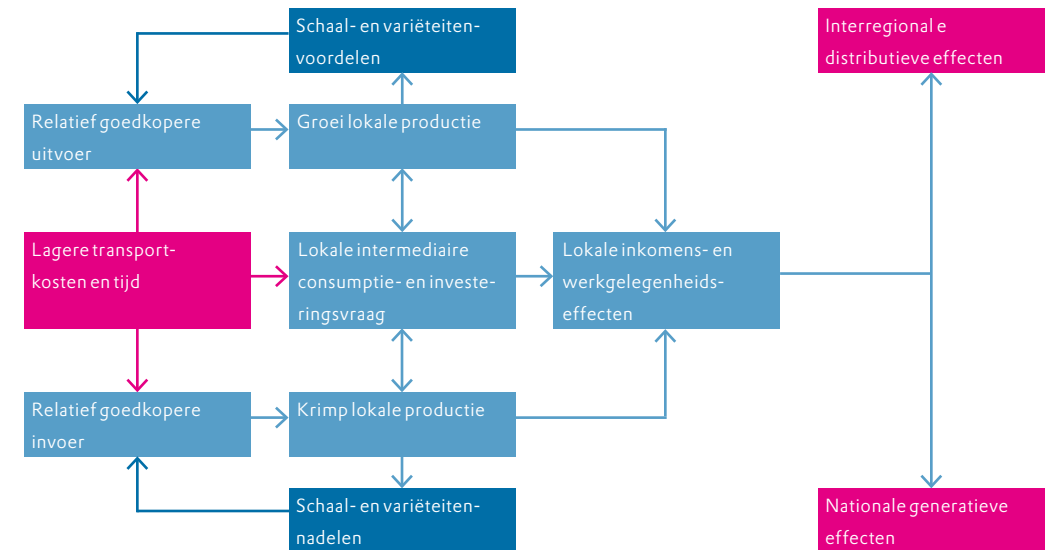 Schaal- en variëteiten-
voordelen
Interregional e
distributieve effecten
Relatief goedkopere
uitvoer
Groei lokale productie
Lagere transport-
kosten en tijd
Lokale intermediaire
consumptie- en investe-
ringsvraag
Lokale inkomens- en
werkgelegenheids-
effecten
Relatief goedkopere
invoer
Krimp lokale productie
Schaal- en variëteiten-
nadelen
Nationale generatieve
effecten